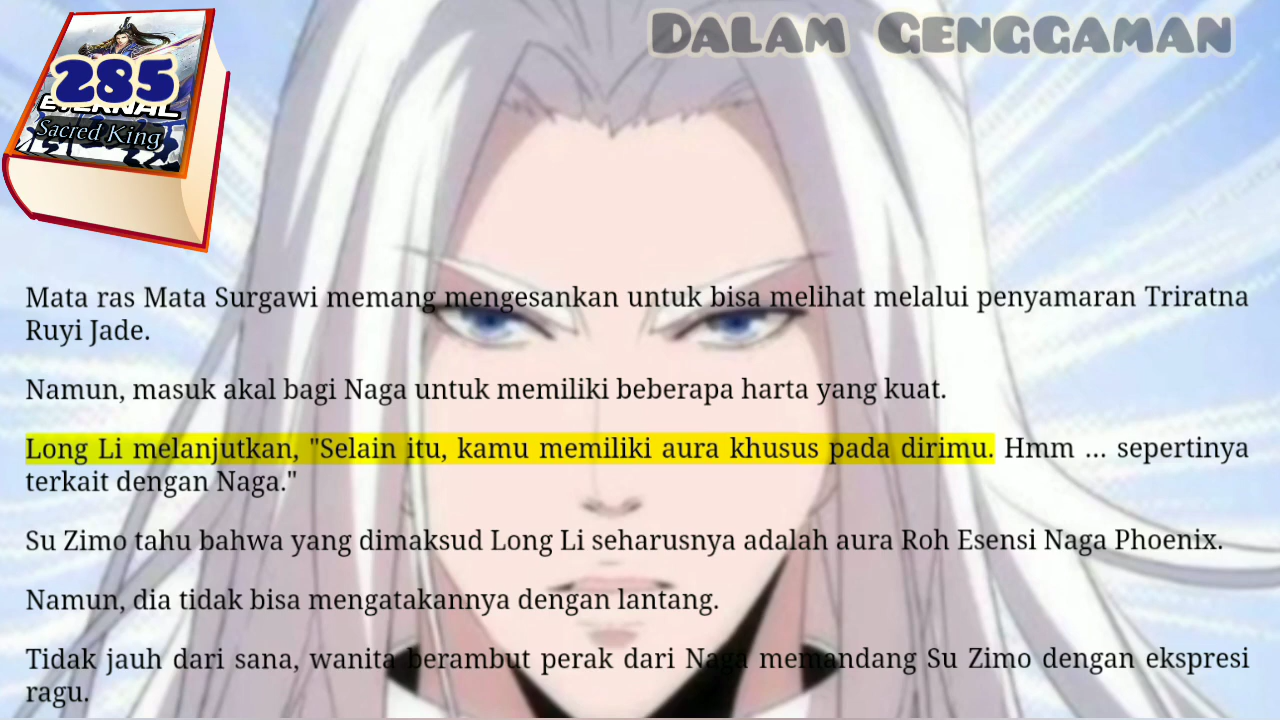 DALAM GENGGAMAN
285
ETERNAL
Sacred King
Mata ras Mata Surgawi memang mengesankan untuk bisa melihat melalui penyamaran Triratna
Ruyi Jade.
Namun, masuk akal bagi Naga untuk memiliki beberapa harta yang kuat.
Long Li melanjutkan, "Selain itu, kamu memiliki aura khusus pada dirimu. Hmm ... sepertinya
terkait dengan Naga."
Su Zimo tahu bahwa yang dimaksud Long Li seharusnya adalah aura Roh Esensi Naga Phoenix.
Namun, dia tidak bisa mengatakannya dengan lantang.
Tidak jauh dari sana, wanita berambut perak dari Naga memandang Su Zimo dengan ekspresi
ragu.